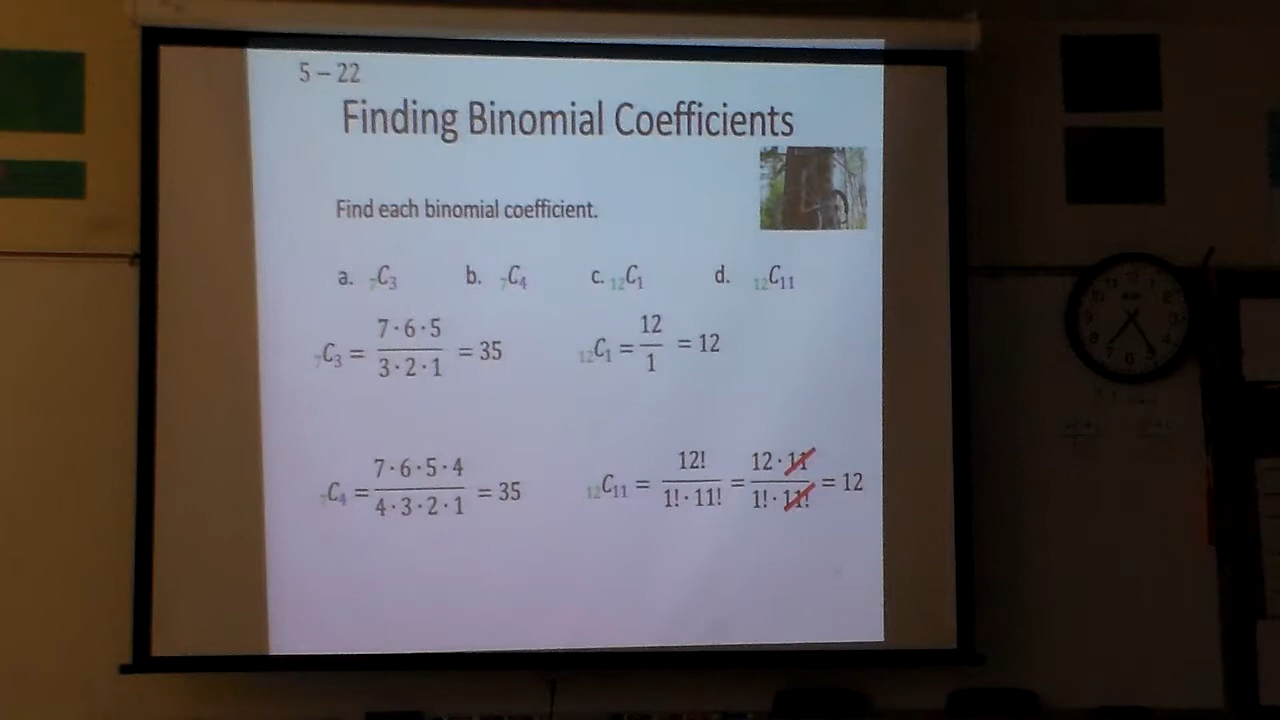 5 – 22
Finding Binomial Coefficients
Find each binomial coefficient.
a. ₇C₃ b. ₇C₄ c. ₁₂C₁ d. ₁₂C₁₁
₇C₃ = 7·6·5 / 3·2·1 = 35 ₁₂C₁ = 12 / 1 = 12
₇C₄ = 7·6·5·4 / 4·3·2·1 = 35 ₁₂C₁₁ = 12! / 1!·11! = 12·11 / 1!·11! = 12